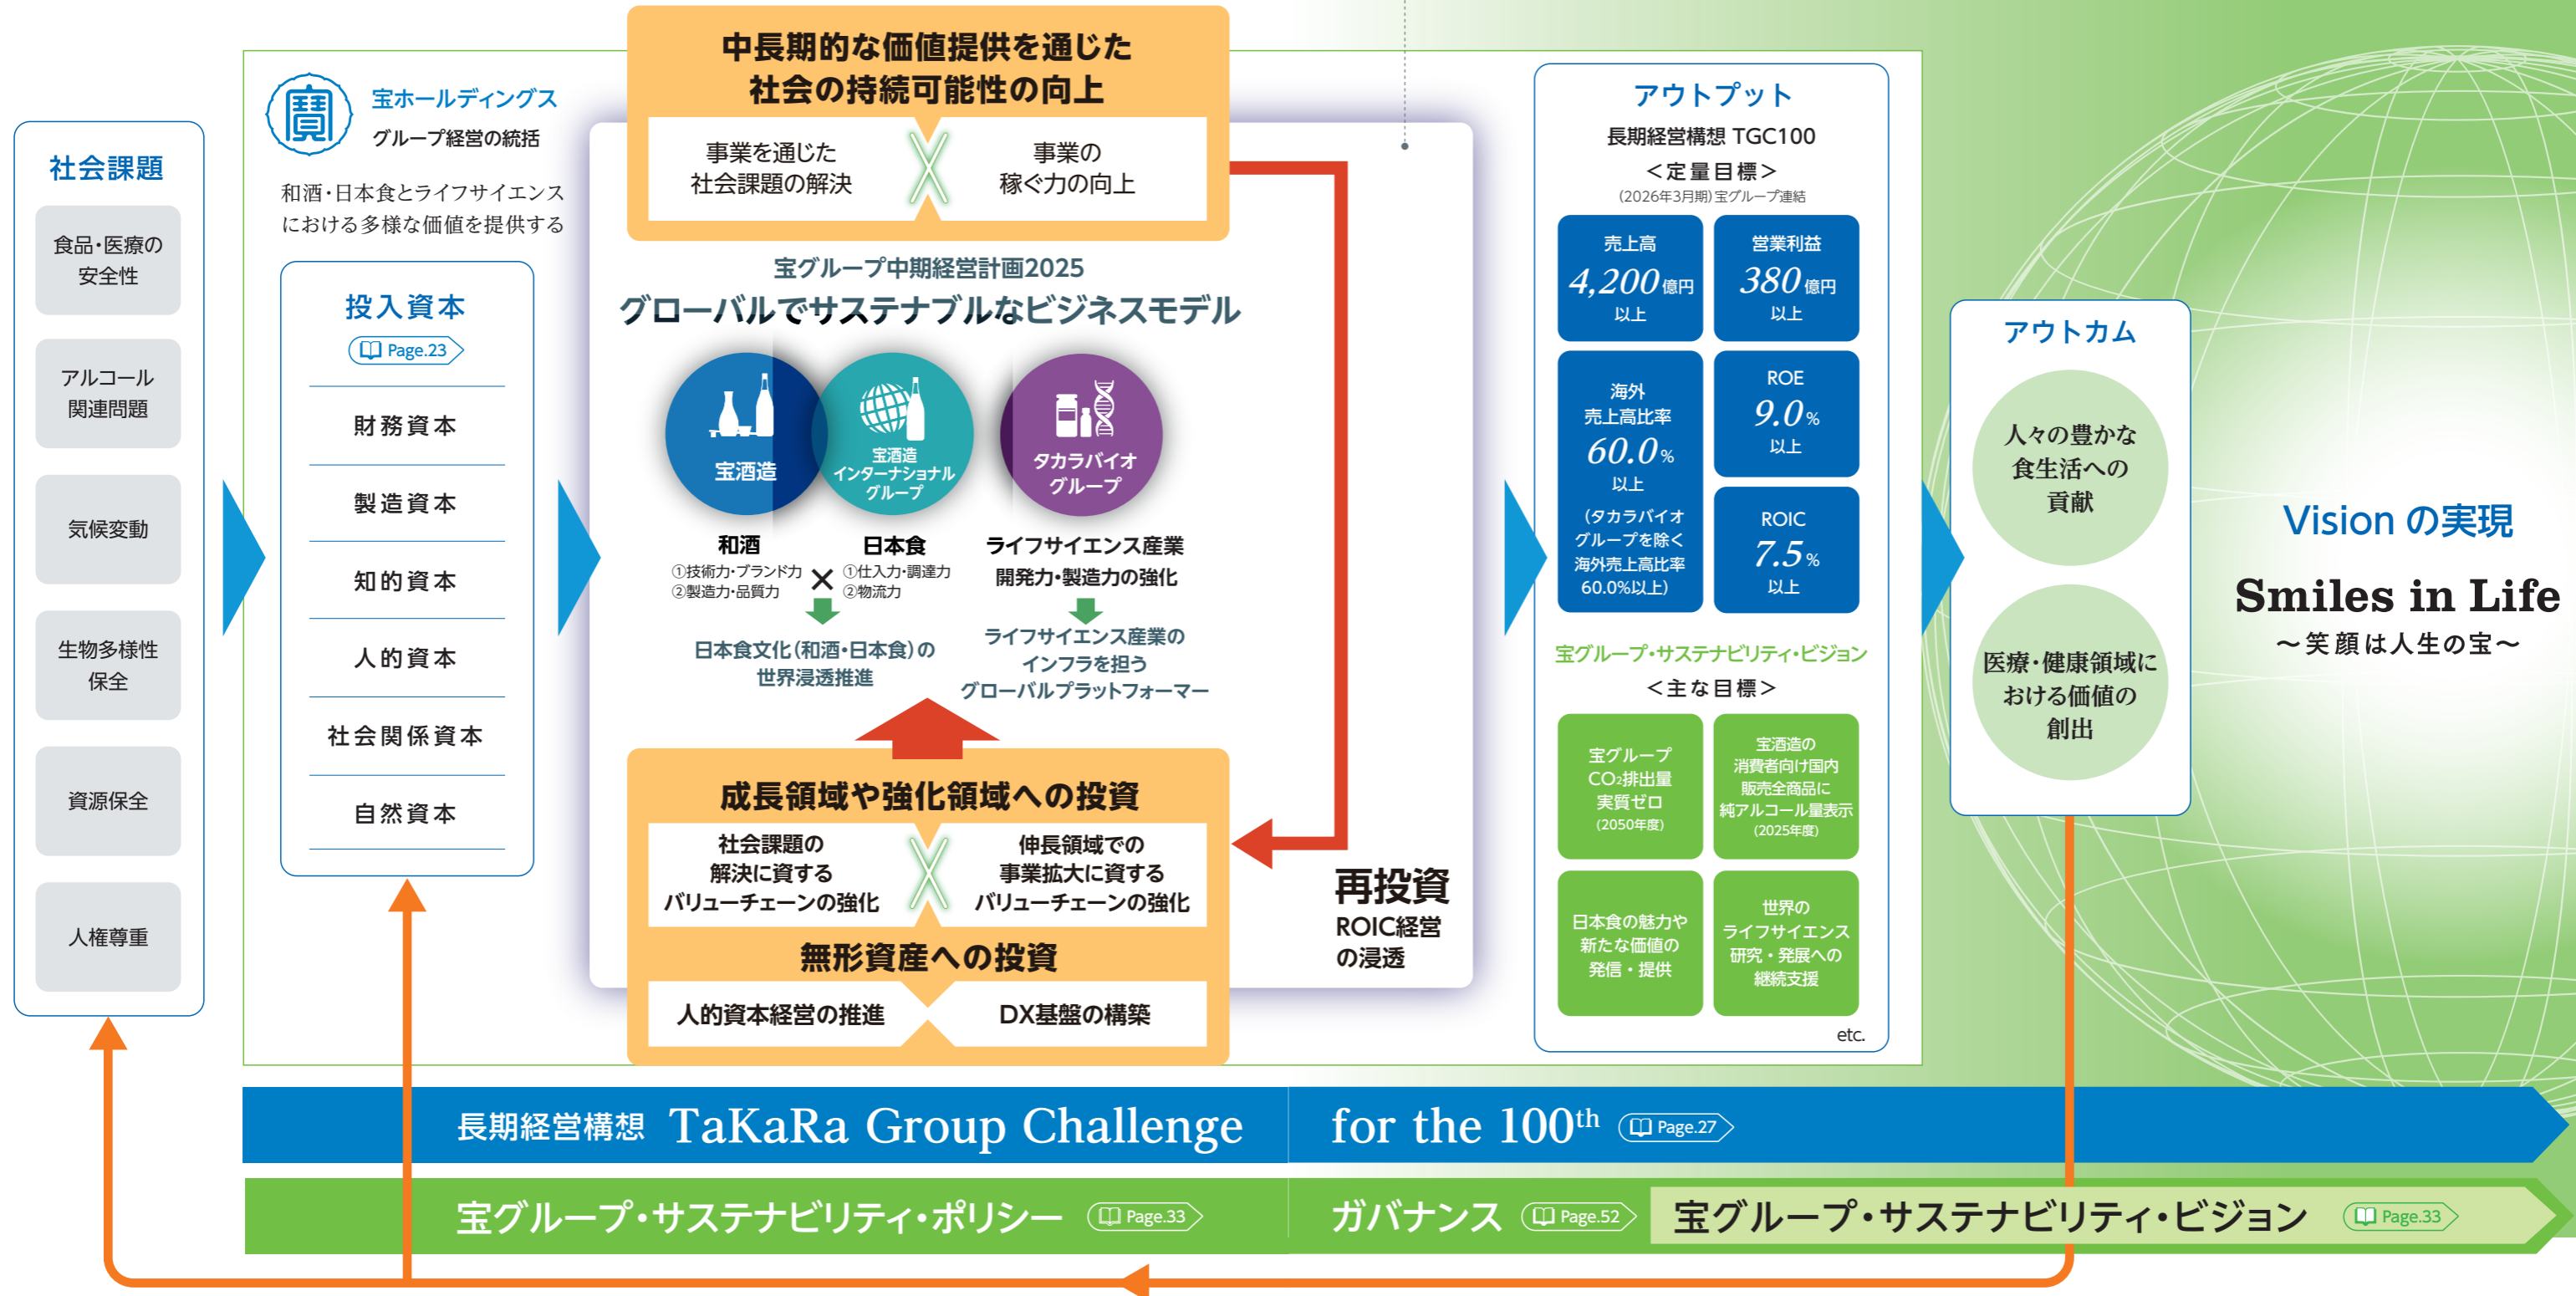 社会課題
食品・医療の
安全性
アルコール
関連問題
気候変動
生物多様性
保全
資源保全
人権尊重
寶
宝ホールディングス
グループ経営の統括
和酒・日本食とライフサイエンス
における多様な価値を提供する
投入資本
Page.23
財務資本
製造資本
知的資本
人的資本
社会関係資本
自然資本
中長期的な価値提供を通じた
社会の持続可能性の向上
事業を通じた
社会課題の解決
事業の
稼ぐ力の向上
宝グループ中期経営計画2025
グローバルでサステナブルなビジネスモデル
宝酒造
宝酒造
インターナショナル
グループ
タカラバイオ
グループ
和酒
①技術力・ブランド力
②製造力・品質力
×
日本食
①仕入力・調達力
②物流力
日本食文化（和酒・日本食）の
世界浸透推進
ライフサイエンス産業
開発力・製造力の強化
ライフサイエンス産業の
インフラを担う
グローバルプラットフォーマー
成長領域や強化領域への投資
社会課題の
解決に資する
バリューチェーンの強化
伸長領域での
事業拡大に資する
バリューチェーンの強化
無形資産への投資
人的資本経営の推進
DX基盤の構築
再投資
ROIC経営
の浸透
アウトプット
長期経営構想 TGC100
＜定量目標＞
（2026年3月期）宝グループ連結
売上高
4,200億円
以上
営業利益
380億円
以上
海外
売上高比率
60.0%
以上
（タカラバイオ
グループを除く
海外売上高比率
60.0%以上）
ROE
9.0%
以上
ROIC
7.5%
以上
宝グループ・サステナビリティ・ビジョン
＜主な目標＞
宝グループ
CO₂排出量
実質ゼロ
（2050年度）
宝酒造の
消費者向け国内
販売全商品に
純アルコール量表示
（2025年度）
日本食の魅力や
新たな価値の
発信・提供
世界の
ライフサイエンス
研究・発展への
継続支援
etc.
アウトカム
人々の豊かな
食生活への
貢献
医療・健康領域に
おける価値の
創出
Vision の実現
Smiles in Life
～笑顔は人生の宝～
長期経営構想 TaKaRa Group Challenge for the 100th Page.27
宝グループ・サステナビリティ・ポリシー Page.33 ガバナンス Page.52 宝グループ・サステナビリティ・ビジョン Page.33